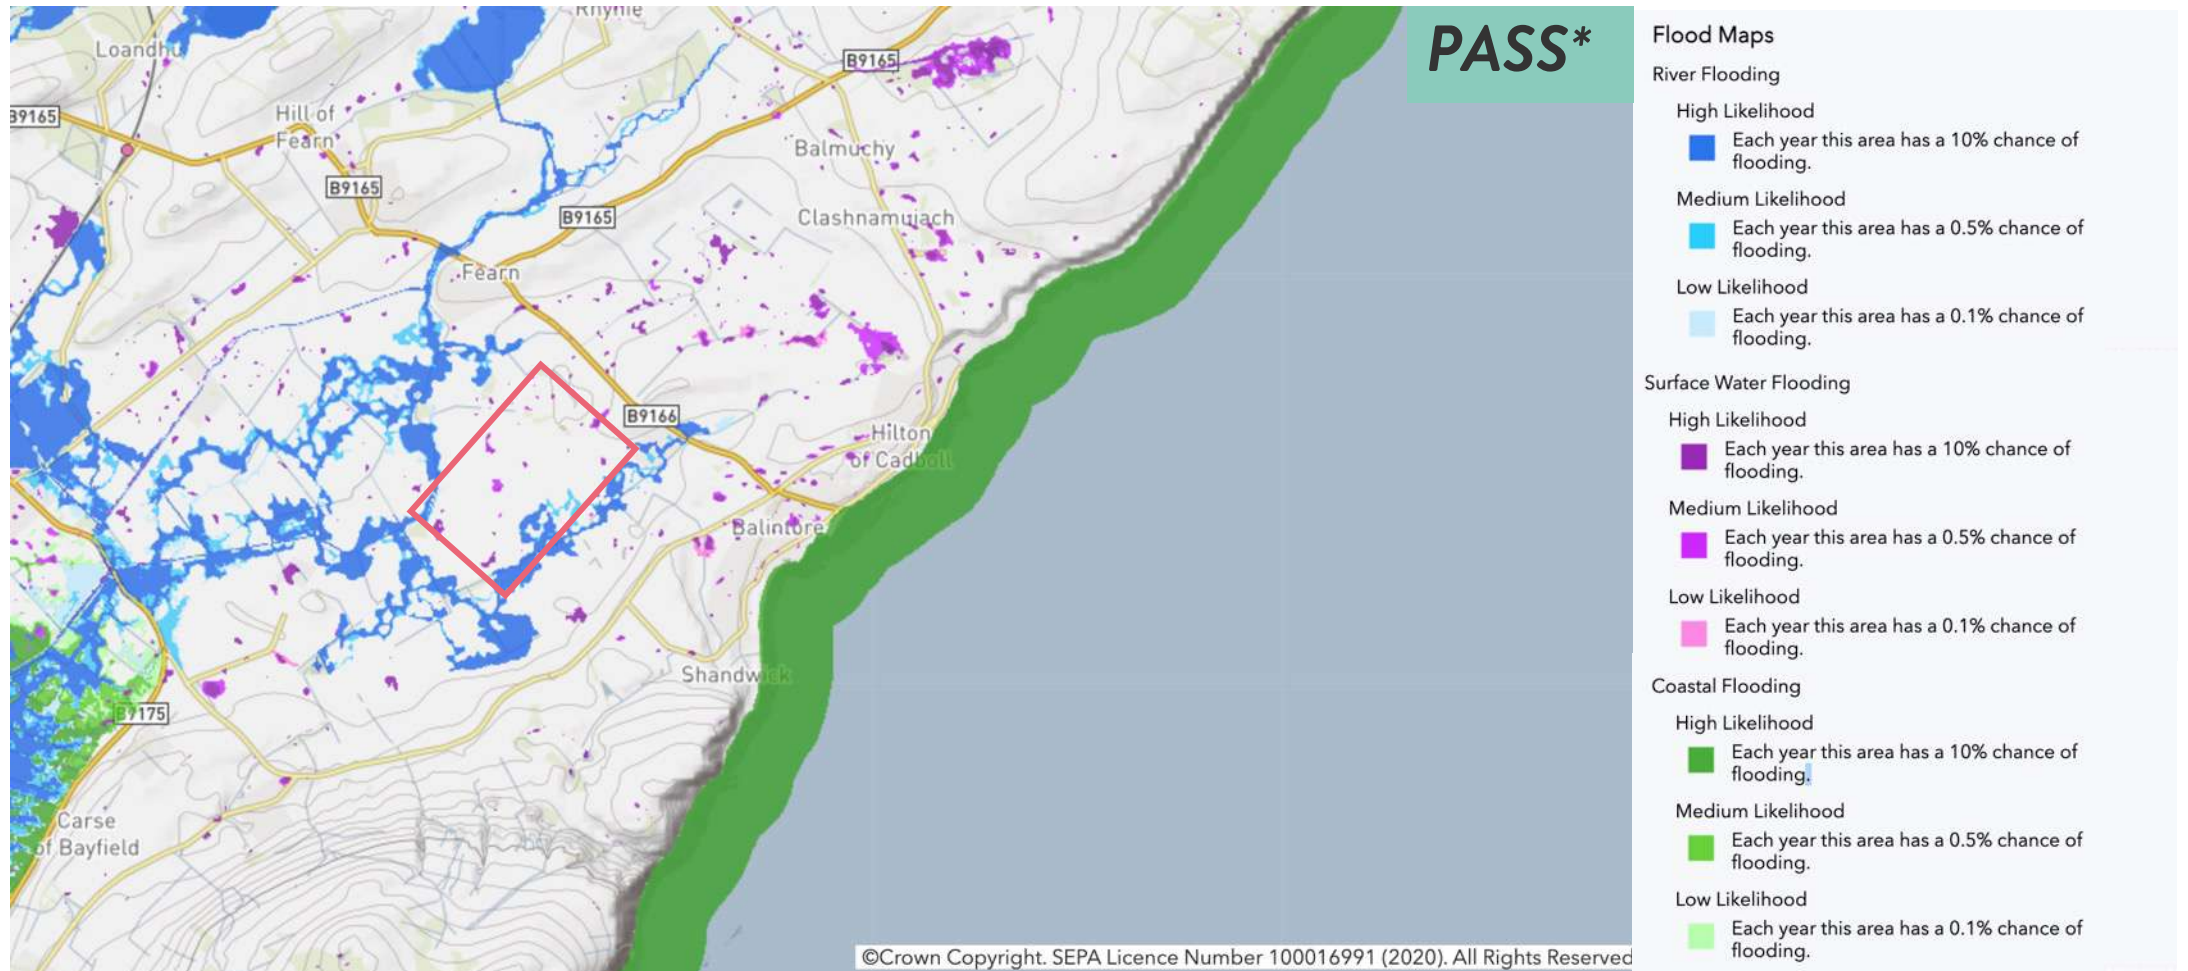 Rhynie
Loandhu
B9165
PASS*
B9165
Hill of
Fearn
Balmuchy
B9165
B9165
Clashnamuiach
Fearn
B9166
Hilton
of Cadboll
Balintore
Shandwick
B9175
Carse
of Bayfield
©Crown Copyright. SEPA Licence Number 100016991 (2020). All Rights Reserved
Flood Maps
River Flooding
High Likelihood
Each year this area has a 10% chance of
flooding.
Medium Likelihood
Each year this area has a 0.5% chance of
flooding.
Low Likelihood
Each year this area has a 0.1% chance of
flooding.
Surface Water Flooding
High Likelihood
Each year this area has a 10% chance of
flooding.
Medium Likelihood
Each year this area has a 0.5% chance of
flooding.
Low Likelihood
Each year this area has a 0.1% chance of
flooding.
Coastal Flooding
High Likelihood
Each year this area has a 10% chance of
flooding.
Medium Likelihood
Each year this area has a 0.5% chance of
flooding.
Low Likelihood
Each year this area has a 0.1% chance of
flooding.